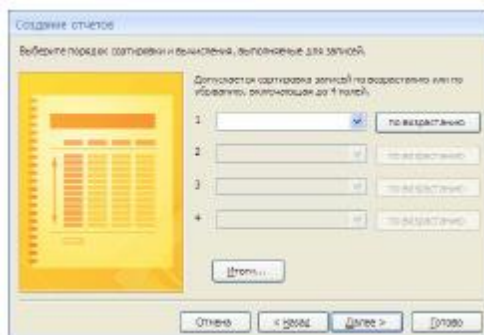 Создание отчетов
Выберите порядок сортировки и вычисления, выполняемые для записей.
Допускается сортировка записей по возрастанию или по
убыванию, включающая до 4 полей.
1 по возрастанию
2 по возрастанию
3 по возрастанию
4 по возрастанию
Итоги...
Отмена < Назад Далее > Готово